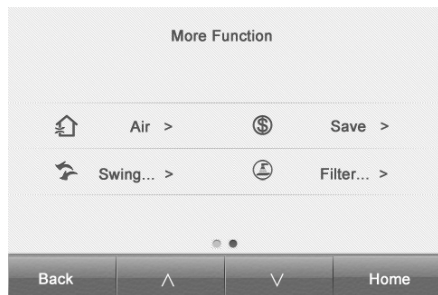 More Function
Air > Save >
Swing... > Filter... >
Back Home